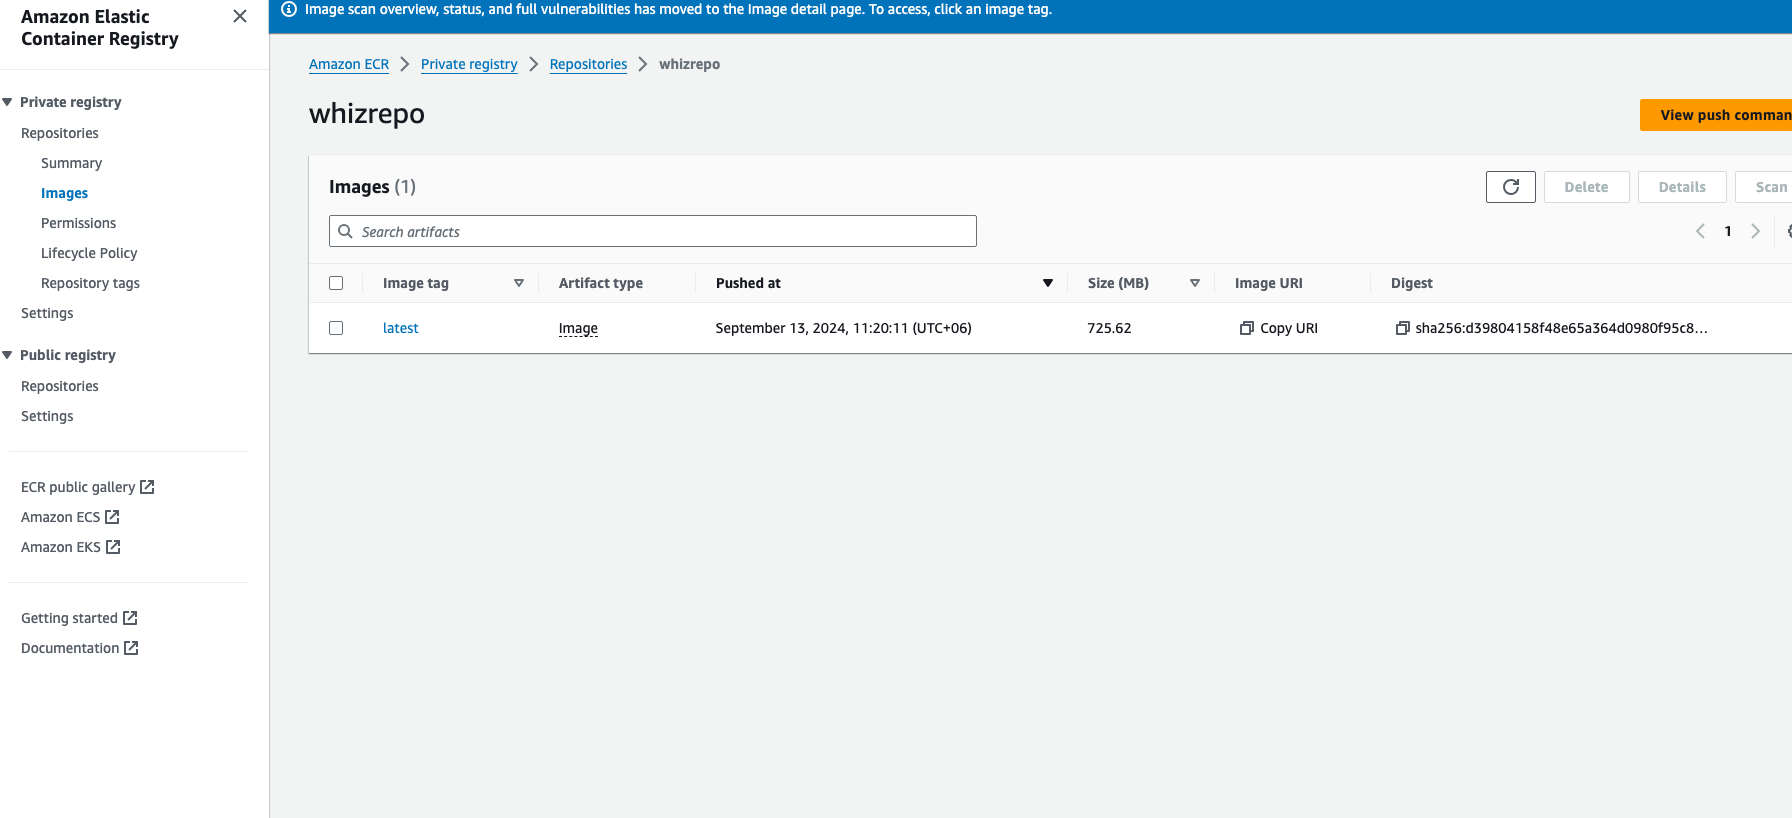 Amazon Elastic
Container Registry
Private registry
Repositories
Summary
Images
Permissions
Lifecycle Policy
Repository tags
Settings
Public registry
Repositories
Settings
ECR public gallery
Amazon ECS
Amazon EKS
Getting started
Documentation
Image scan overview, status, and full vulnerabilities has moved to the Image detail page. To access, click an image tag.
Amazon ECR > Private registry > Repositories > whizrepo
whizrepo
View push comman
Images (1)
Delete Details Scan
Search artifacts
1
Image tag Artifact type Pushed at Size (MB) Image URI Digest
latest Image September 13, 2024, 11:20:11 (UTC+06) 725.62 Copy URI sha256:d39804158f48e65a364d0980f95c8...